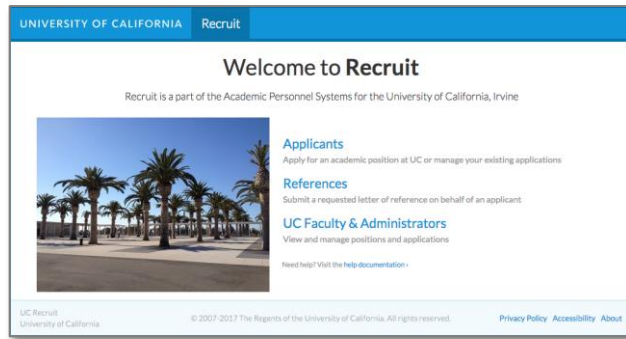 UNIVERSITY OF CALIFORNIA Recruit
Welcome to Recruit
Recruit is a part of the Academic Personnel Systems for the University of California, Irvine
Applicants
Apply for an academic position at UC or manage your existing applications
References
Submit a requested letter of reference on behalf of an applicant
UC Faculty & Administrators
View and manage positions and applications
Need help? Visit the help documentation ›
UC Recruit
University of California
© 2007-2017 The Regents of the University of California. All rights reserved.
Privacy Policy Accessibility About